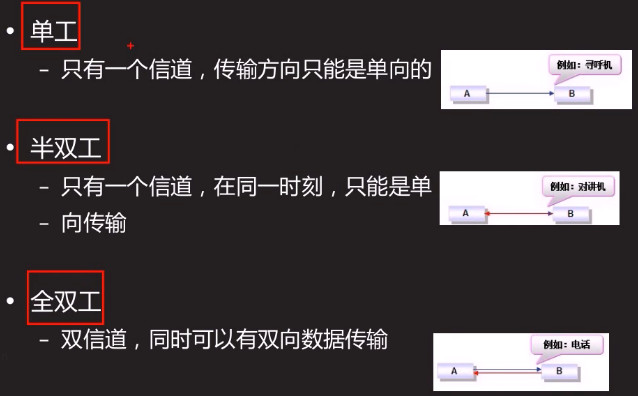 • 单工
– 只有一个信道，传输方向只能是单向的
例如：寻呼机
A B
• 半双工
– 只有一个信道，在同一时刻，只能是单
– 向传输
例如：对讲机
A B
• 全双工
– 双信道，同时可以有双向数据传输
例如：电话
A B